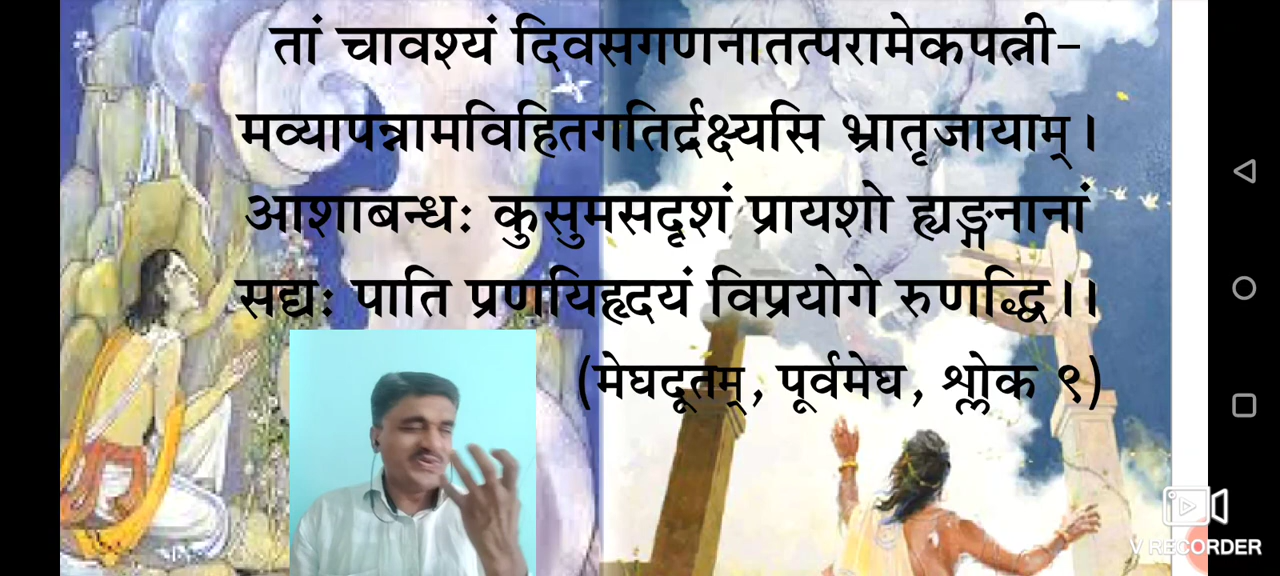 तां चावश्यं दिवसगणनातत्परामेकपत्नी-
मव्यापन्नामविहितगतिर्द्रक्ष्यसि भ्रातृजायाम्।
आशाबन्धः कुसुमसदृशं प्रायशो ह्यङ्गनानां
सद्यः पाति प्रणयिहृदयं विप्रयोगे रुणद्धि।।
(मेघदूतम्, पूर्वमेघ, श्लोक ९)
V RECORDER